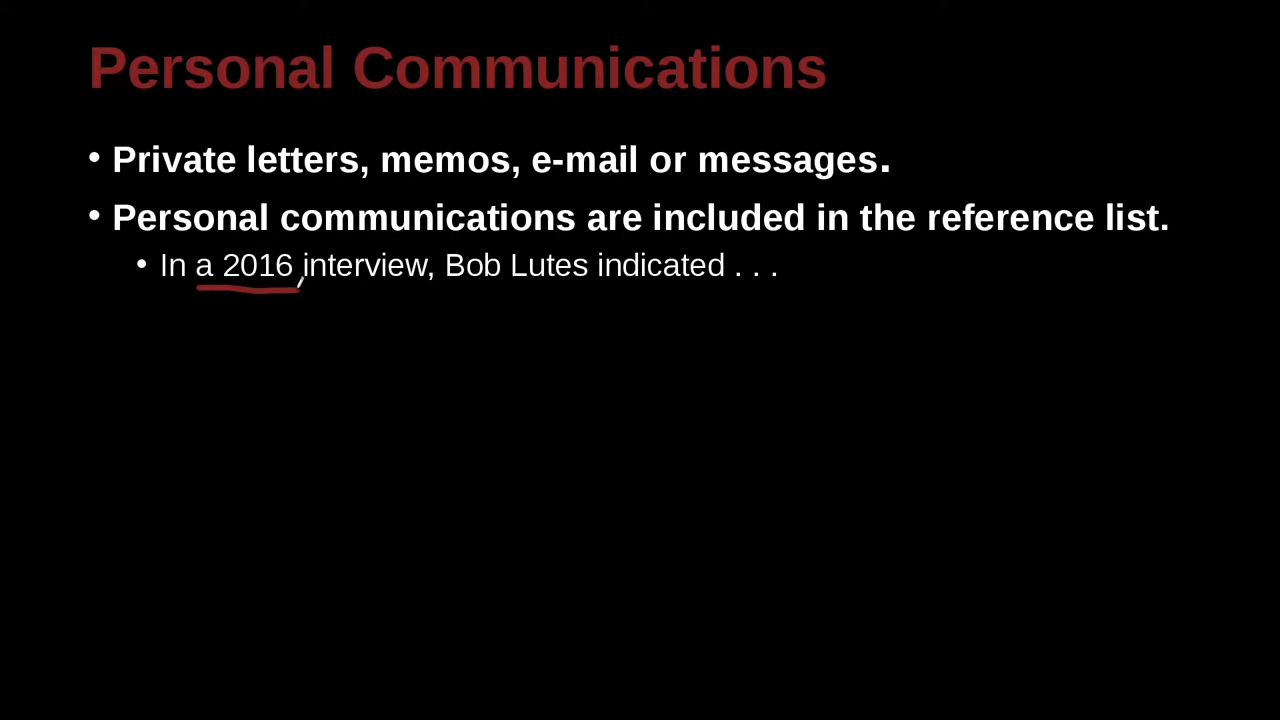 Personal Communications
• Private letters, memos, e-mail or messages.
• Personal communications are included in the reference list.
• In a 2016 interview, Bob Lutes indicated . . .